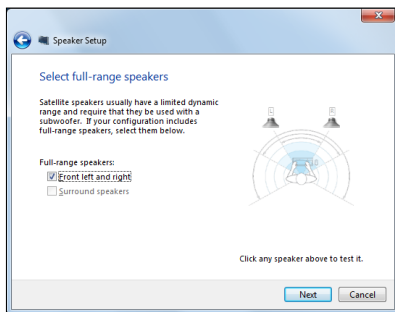 Speaker Setup
Select full-range speakers
Satellite speakers usually have a limited dynamic
range and require that they be used with a
subwoofer. If your configuration includes
full-range speakers, select them below.
L R
Full-range speakers:
Front left and right
Surround speakers
Click any speaker above to test it.
Next Cancel